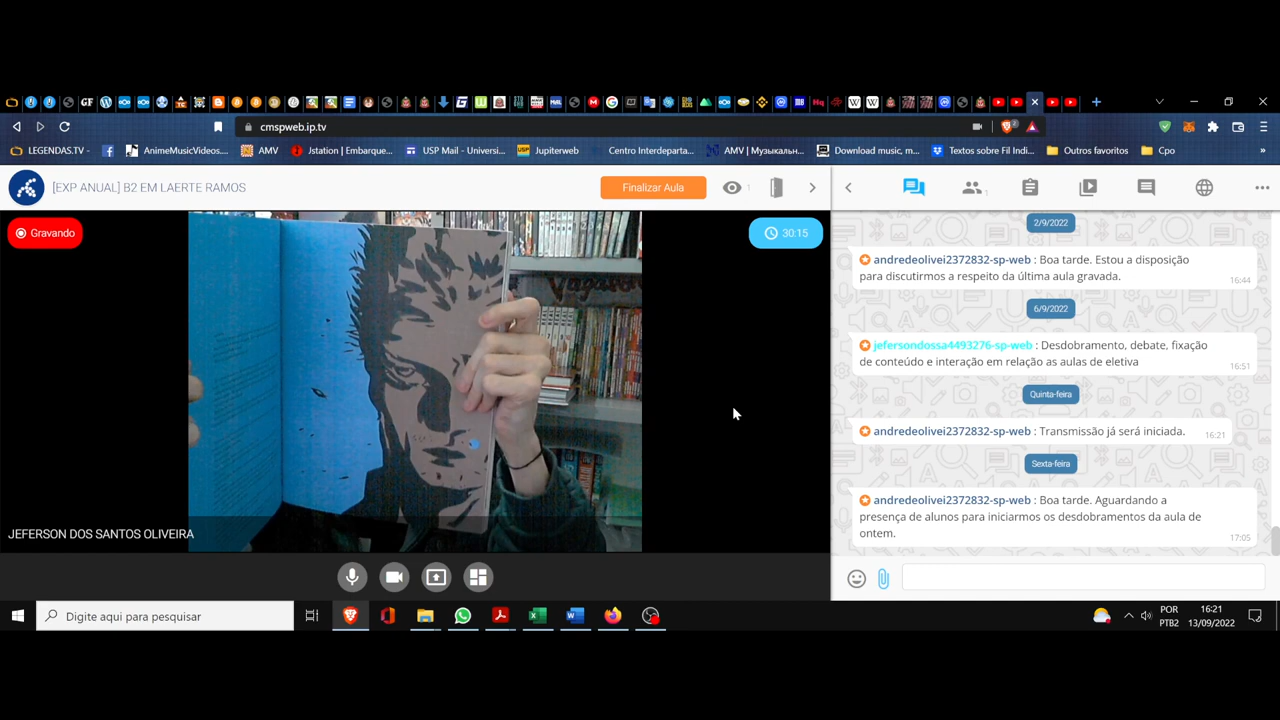 cmspweb.ip.tv
2
LEGENDAS.TV -
AnimeMusicVideos....
AMV
Jstation | Embarque...
USP Mail - Universi...
Jupiterweb
Centro Interdeparta...
AMV | Музыкальн...
Download music, m...
Textos sobre Fil Indi...
Outros favoritos
Cpo
»
[EXP ANUAL] B2 EM LAERTE RAMOS
Finalizar Aula
1
1
Gravando
30:15
Vagabond
JEFERSON DOS SANTOS OLIVEIRA
2/9/2022
andredeolivei2372832-sp-web : Boa tarde. Estou a disposição
para discutirmos a respeito da última aula gravada.
16:44
6/9/2022
jefersondossa4493276-sp-web : Desdobramento, debate, fixação
de conteúdo e interação em relação as aulas de eletiva
16:51
Quinta-feira
andredeolivei2372832-sp-web : Transmissão já será iniciada.
16:21
Sexta-feira
andredeolivei2372832-sp-web : Boa tarde. Aguardando a
presença de alunos para iniciarmos os desdobramentos da aula de
ontem.
17:05
Digite aqui para pesquisar
POR
PTB2
16:21
13/09/2022